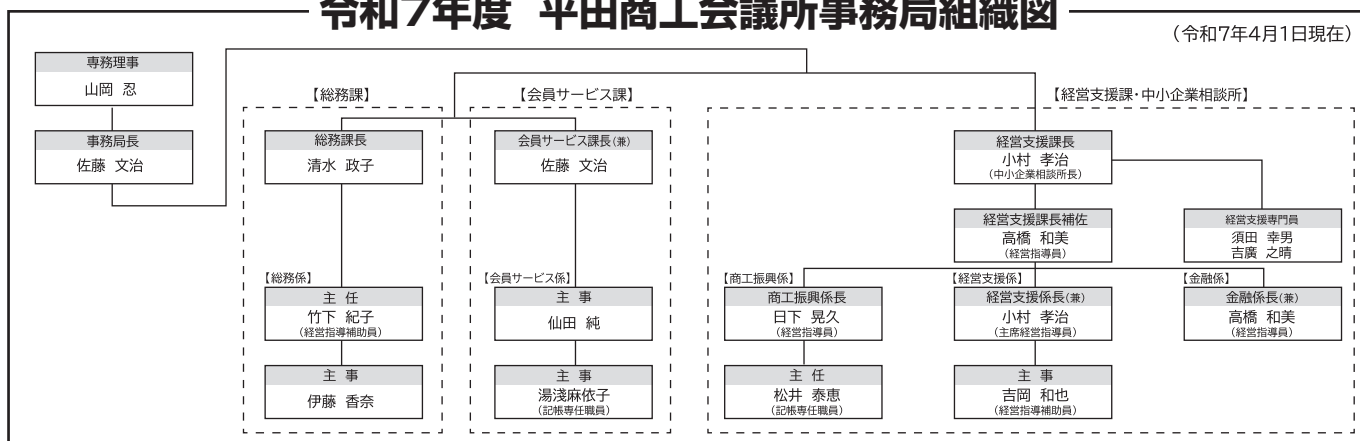 令和7年度 平田商工会議所事務局組織図
(令和7年4月1日現在)
専務理事
山岡 忍
事務局長
佐藤 文治
【総務課】
総務課長
清水 政子
【総務係】
主 任
竹下 紀子
(経営指導補助員)
主 事
伊藤 香奈
【会員サービス課】
会員サービス課長(兼)
佐藤 文治
【会員サービス係】
主 事
仙田 純
主 事
湯淺麻依子
(記帳専任職員)
【経営支援課・中小企業相談所】
経営支援課長
小村 孝治
(中小企業相談所長)
経営支援課長補佐
高橋 和美
(経営指導員)
経営支援専門員
須田 幸男
吉廣 之晴
【商工振興係】
商工振興係長
日下 晃久
(経営指導員)
主 任
松井 泰恵
(記帳専任職員)
【経営支援係】
経営支援係長(兼)
小村 孝治
(主席経営指導員)
主 事
吉岡 和也
(経営指導補助員)
【金融係】
金融係長(兼)
高橋 和美
(経営指導員)